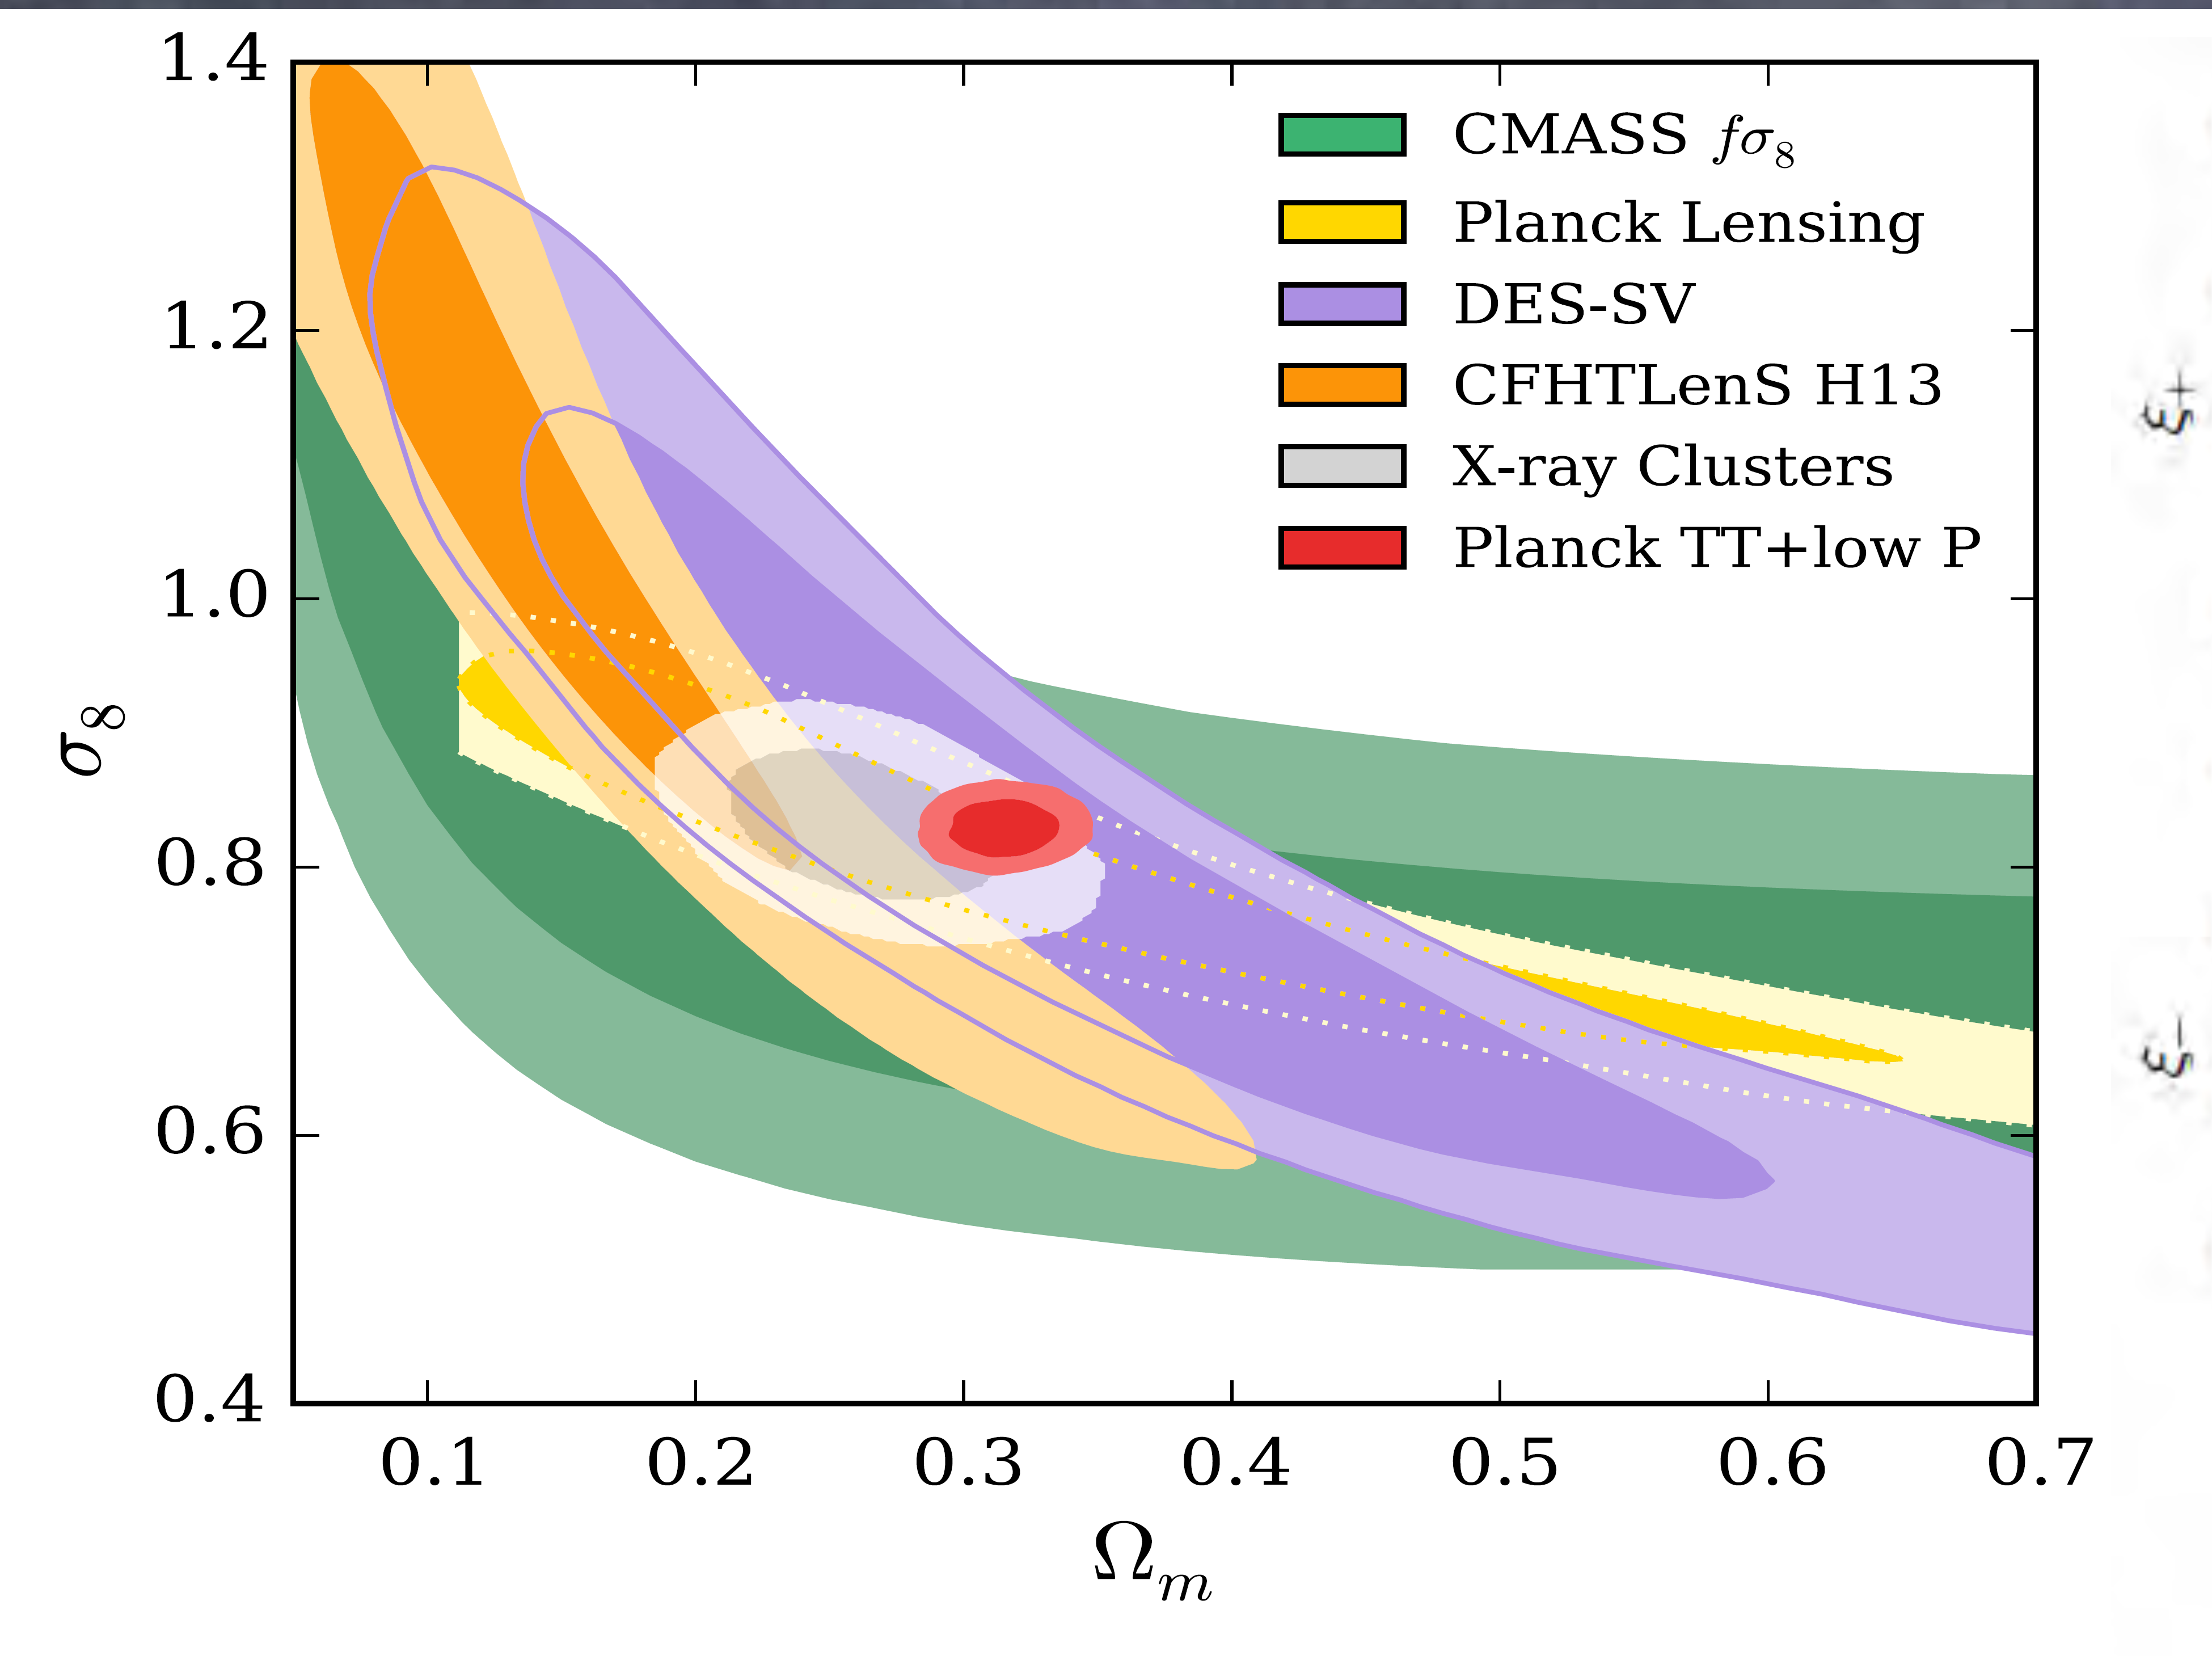 1.4
1.2
1.0
0.8
0.6
0.4
σ₈
CMASS fσ₈
Planck Lensing
DES-SV
CFHTLenS H13
X-ray Clusters
Planck TT+low P
0.1 0.2 0.3 0.4 0.5 0.6 0.7
Ωₘ
ξ+
ξ−